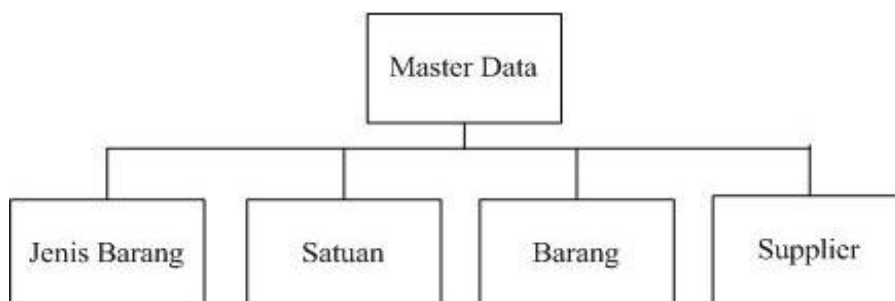 Master Data
Jenis Barang
Satuan
Barang
Supplier